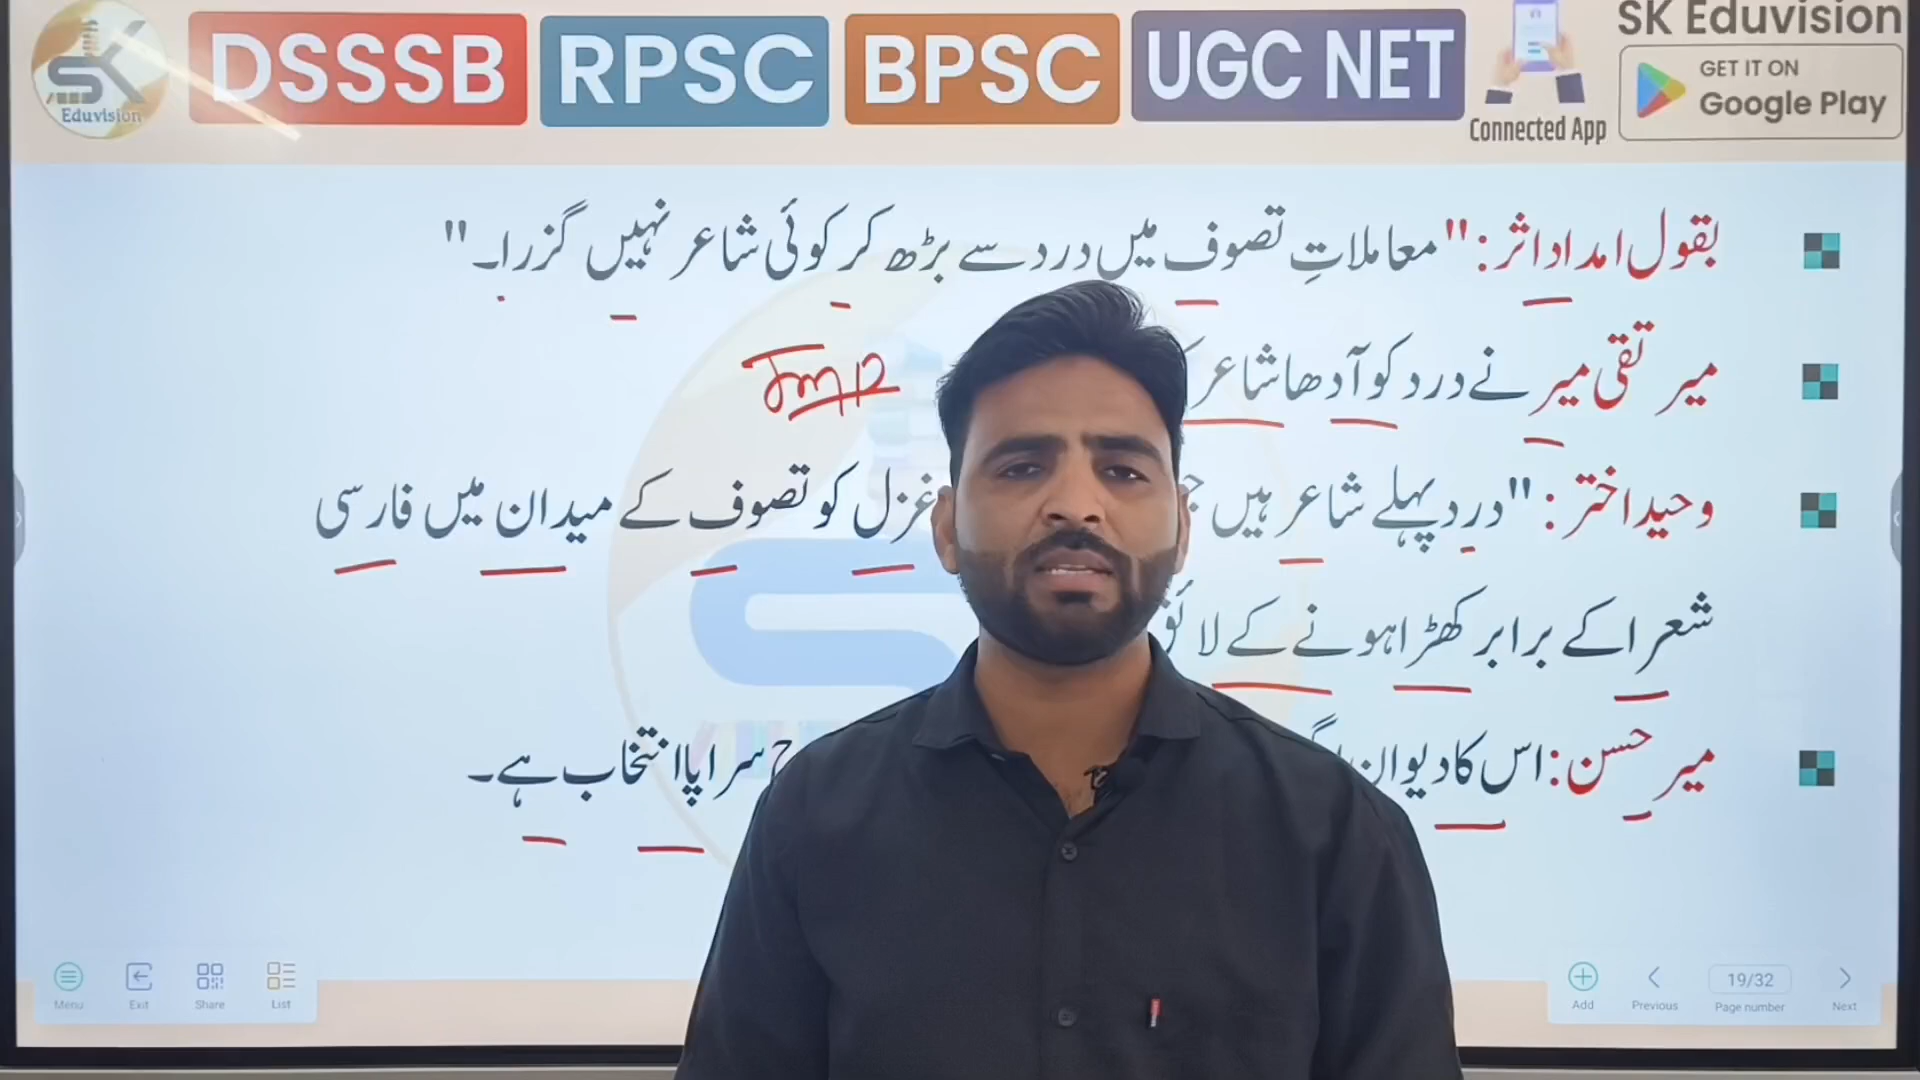 SK Eduvision
DSSSB RPSC BPSC UGC NET
Connected App
SK Eduvision
GET IT ON
Google Play
بقول امداد اثر: "معاملاتِ تصوف میں درد سے بڑھ کر کوئی شاعر نہیں گزرا۔"
میر تقی میر نے درد کو آدھا شاعر
Imp
وحید اختر: "درد پہلے شاعر ہیں غزل کو تصوف کے میدان میں فارسی
شعرا کے برابر کھڑا ہونے کے
میر حسن: اس کا دیوان سراپا انتخاب ہے۔
Menu Exit Share List
Add Previous 19/32 Page number Next